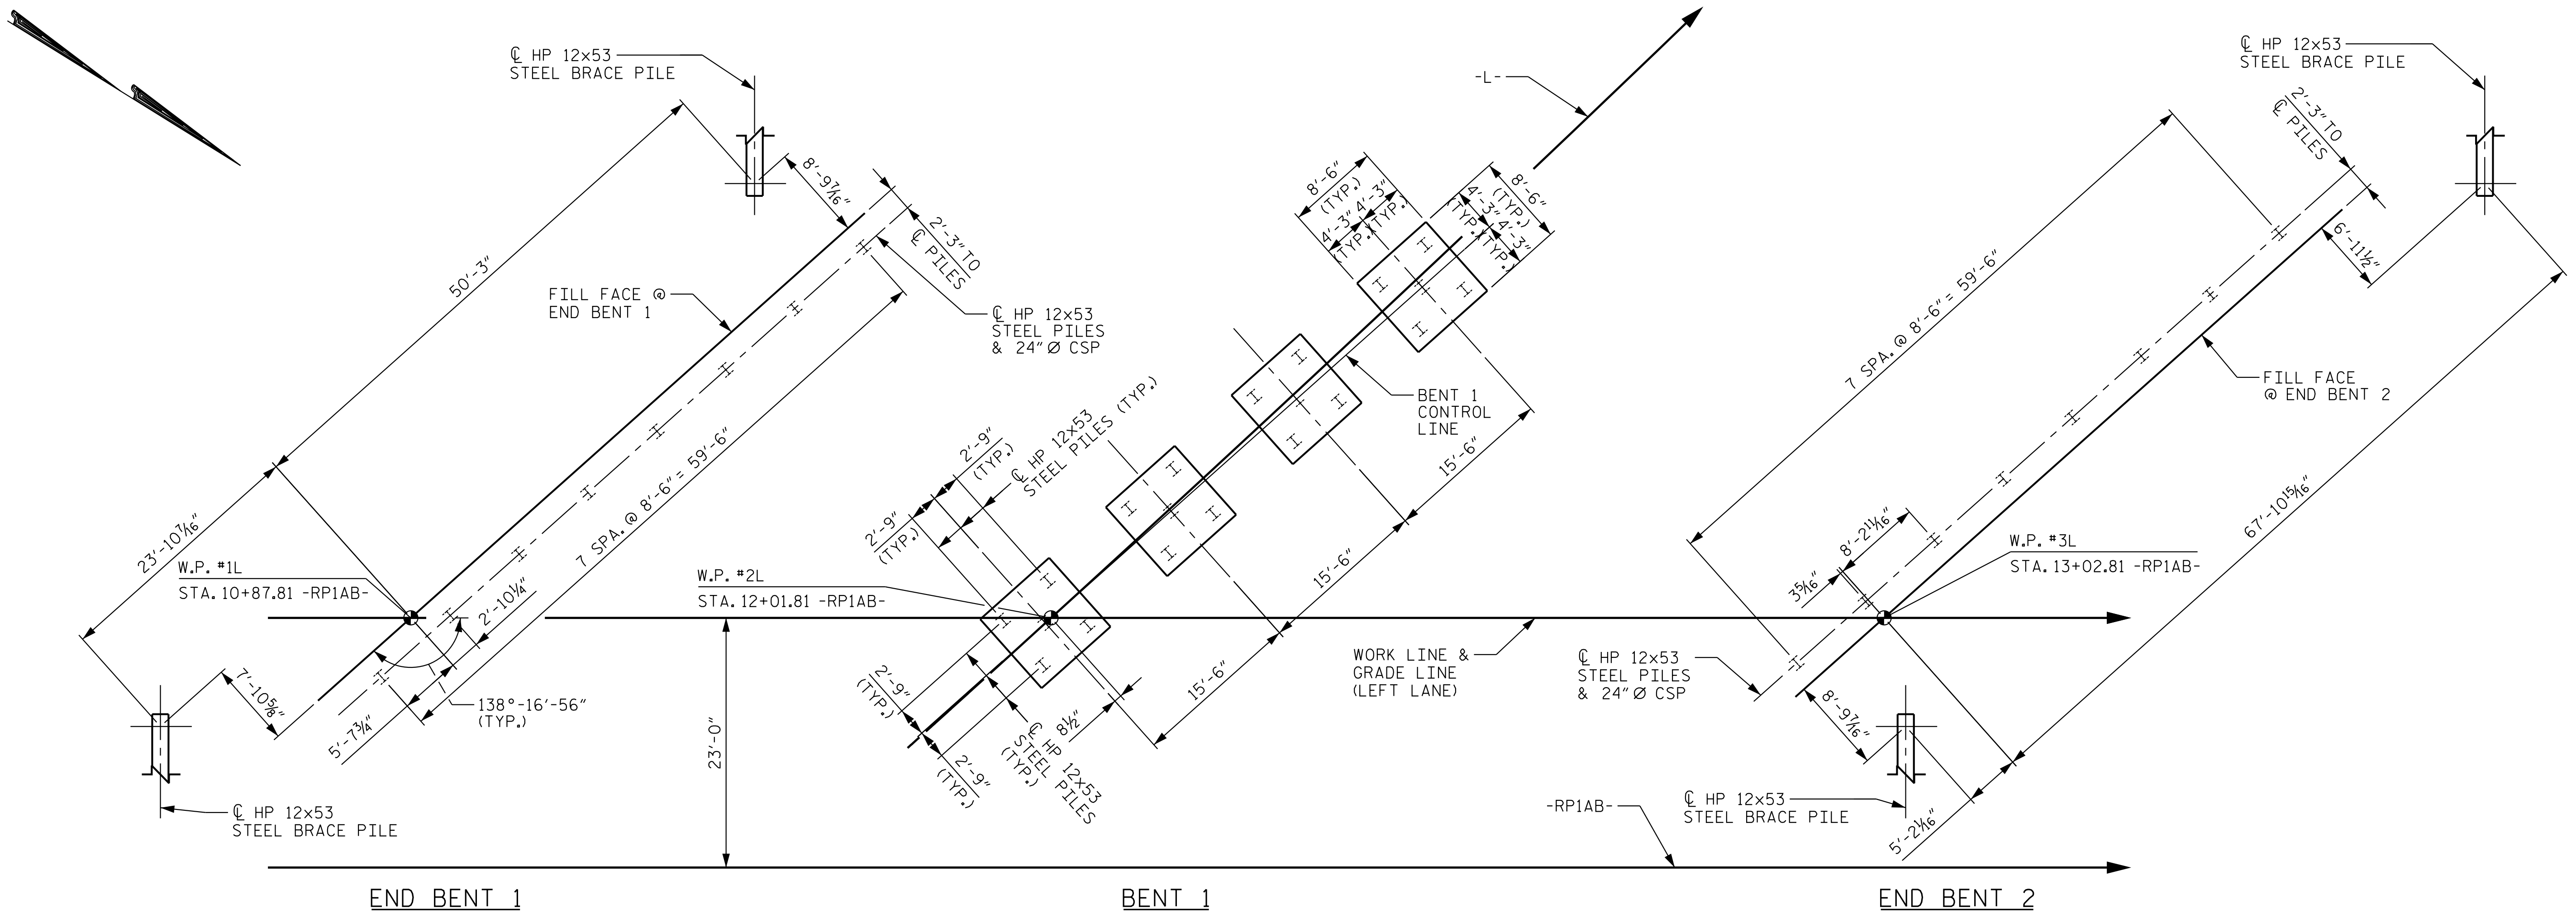 ℄ HP 12x53
STEEL BRACE PILE
50'-3"
8'-9⁷⁄₁₆"
2'-3" TO
℄ PILES
FILL FACE @
END BENT 1
℄ HP 12x53
STEEL PILES
& 24" Ø CSP
23'-10⁷⁄₁₆"
7 SPA. @ 8'-6" = 59'-6"
W.P. #1L
STA. 10+87.81 -RP1AB-
2'-10¼"
7'-10⅝"
5'-7¾"
138°-16'-56"
(TYP.)
℄ HP 12x53
STEEL BRACE PILE
END BENT 1
-L-
8'-6"
(TYP.)
4'-3"
(TYP.)
4'-3"
(TYP.)
8'-6"
(TYP.)
4'-3"
(TYP.)
4'-3"
(TYP.)
BENT 1
CONTROL
LINE
2'-9"
(TYP.)
℄ HP 12x53
STEEL PILES (TYP.)
2'-9"
(TYP.)
W.P. #2L
STA. 12+01.81 -RP1AB-
15'-6"
15'-6"
15'-6"
2'-9"
(TYP.)
2'-9"
(TYP.)
℄ HP 12x53
STEEL PILES
(TYP.)
8½"
23'-0"
WORK LINE &
GRADE LINE
(LEFT LANE)
-RP1AB-
BENT 1
℄ HP 12x53
STEEL BRACE PILE
2'-3" TO
℄ PILES
6'-11½"
7 SPA. @ 8'-6" = 59'-6"
FILL FACE
@ END BENT 2
67'-10¹⁵⁄₁₆"
8'-2¹¹⁄₁₆"
3⁵⁄₁₆"
W.P. #3L
STA. 13+02.81 -RP1AB-
℄ HP 12x53
STEEL PILES
& 24" Ø CSP
8'-9⁷⁄₁₆"
℄ HP 12x53
STEEL BRACE PILE
5'-2¹⁄₁₆"
END BENT 2